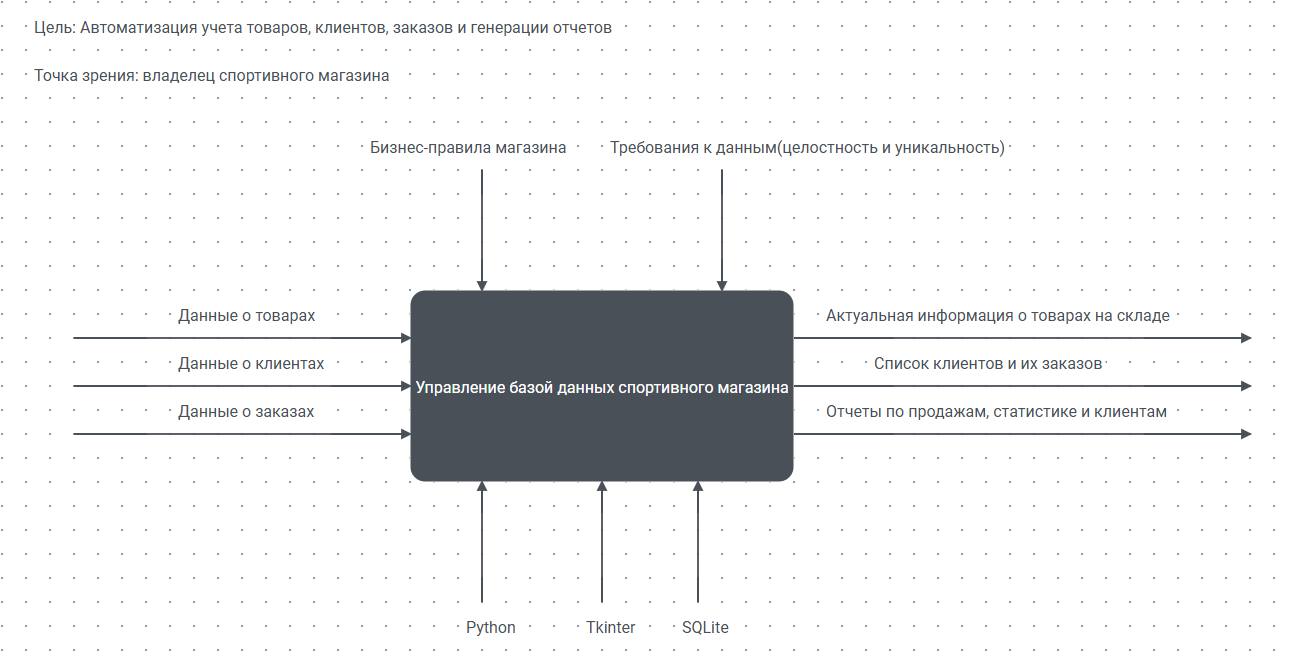 Цель: Автоматизация учета товаров, клиентов, заказов и генерации отчетов
Точка зрения: владелец спортивного магазина
Бизнес-правила магазина
Требования к данным(целостность и уникальность)
Данные о товарах
Данные о клиентах
Данные о заказах
Управление базой данных спортивного магазина
Актуальная информация о товарах на складе
Список клиентов и их заказов
Отчеты по продажам, статистике и клиентам
Python
Tkinter
SQLite